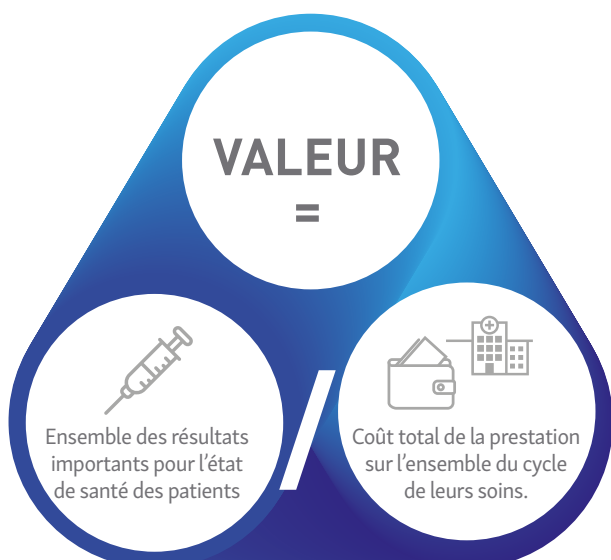 VALEUR
=
Ensemble des résultats
importants pour l’état
de santé des patients
/
Coût total de la prestation
sur l’ensemble du cycle
de leurs soins.